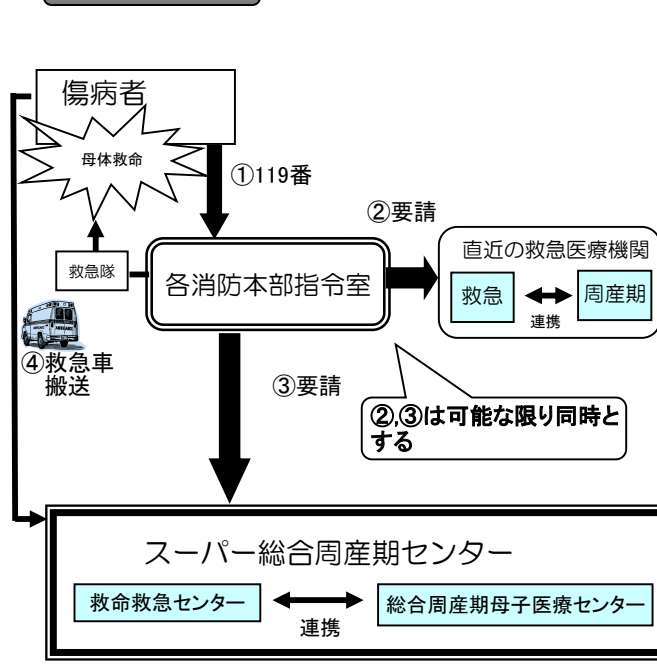 傷病者
母体救命
①119番
②要請
直近の救急医療機関
救急
周産期
連携
救急隊
各消防本部指令室
④救急車
搬送
③要請
②,③は可能な限り同時と
する
スーパー総合周産期センター
救命救急センター
総合周産期母子医療センター
連携